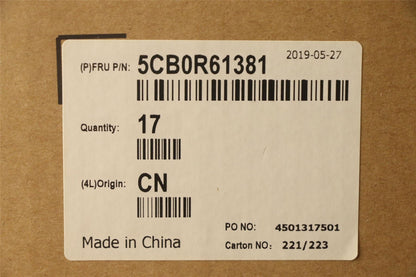 2019-05-27
(P)FRU P/N: 5CB0R61381
Quantity: 17
(4L)Origin: CN
PO NO: 4501317501
Made in China Carton NO: 221/223